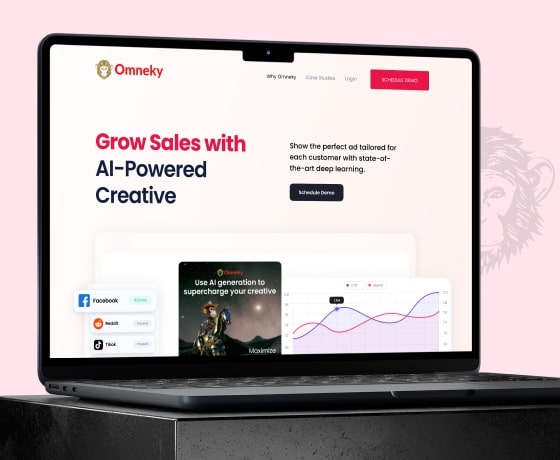 Omneky
Why Omneky
Case Studies
Login
SCHEDULE DEMO
Grow Sales with
AI-Powered
Creative
Show the perfect ad tailored for
each customer with state-of-
the-art deep learning.
Schedule Demo
Omneky
Use AI generation to
supercharge your creative
Maximize
Facebook
Active
Reddit
Paused
Tiktok
Paused
CTR
Spend